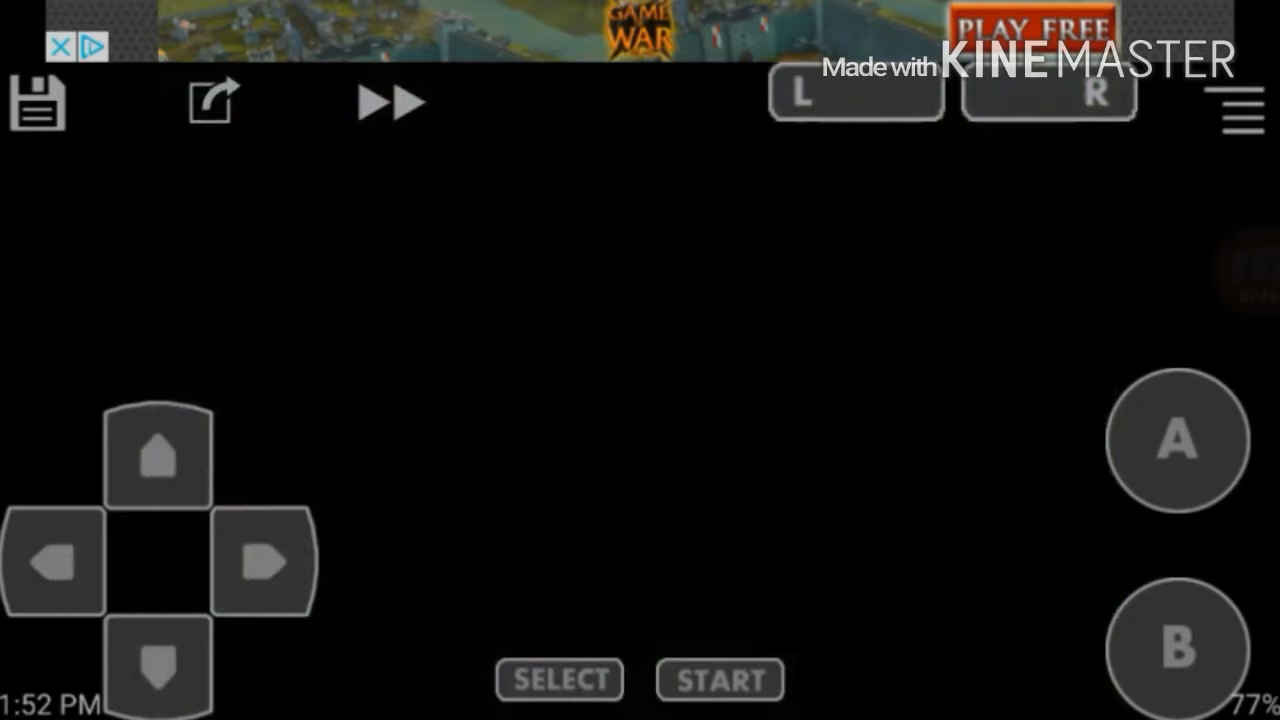 GAME
WAR
PLAY FREE
Made with KINEMASTER
L
R
A
B
SELECT
START
1:52 PM
77%